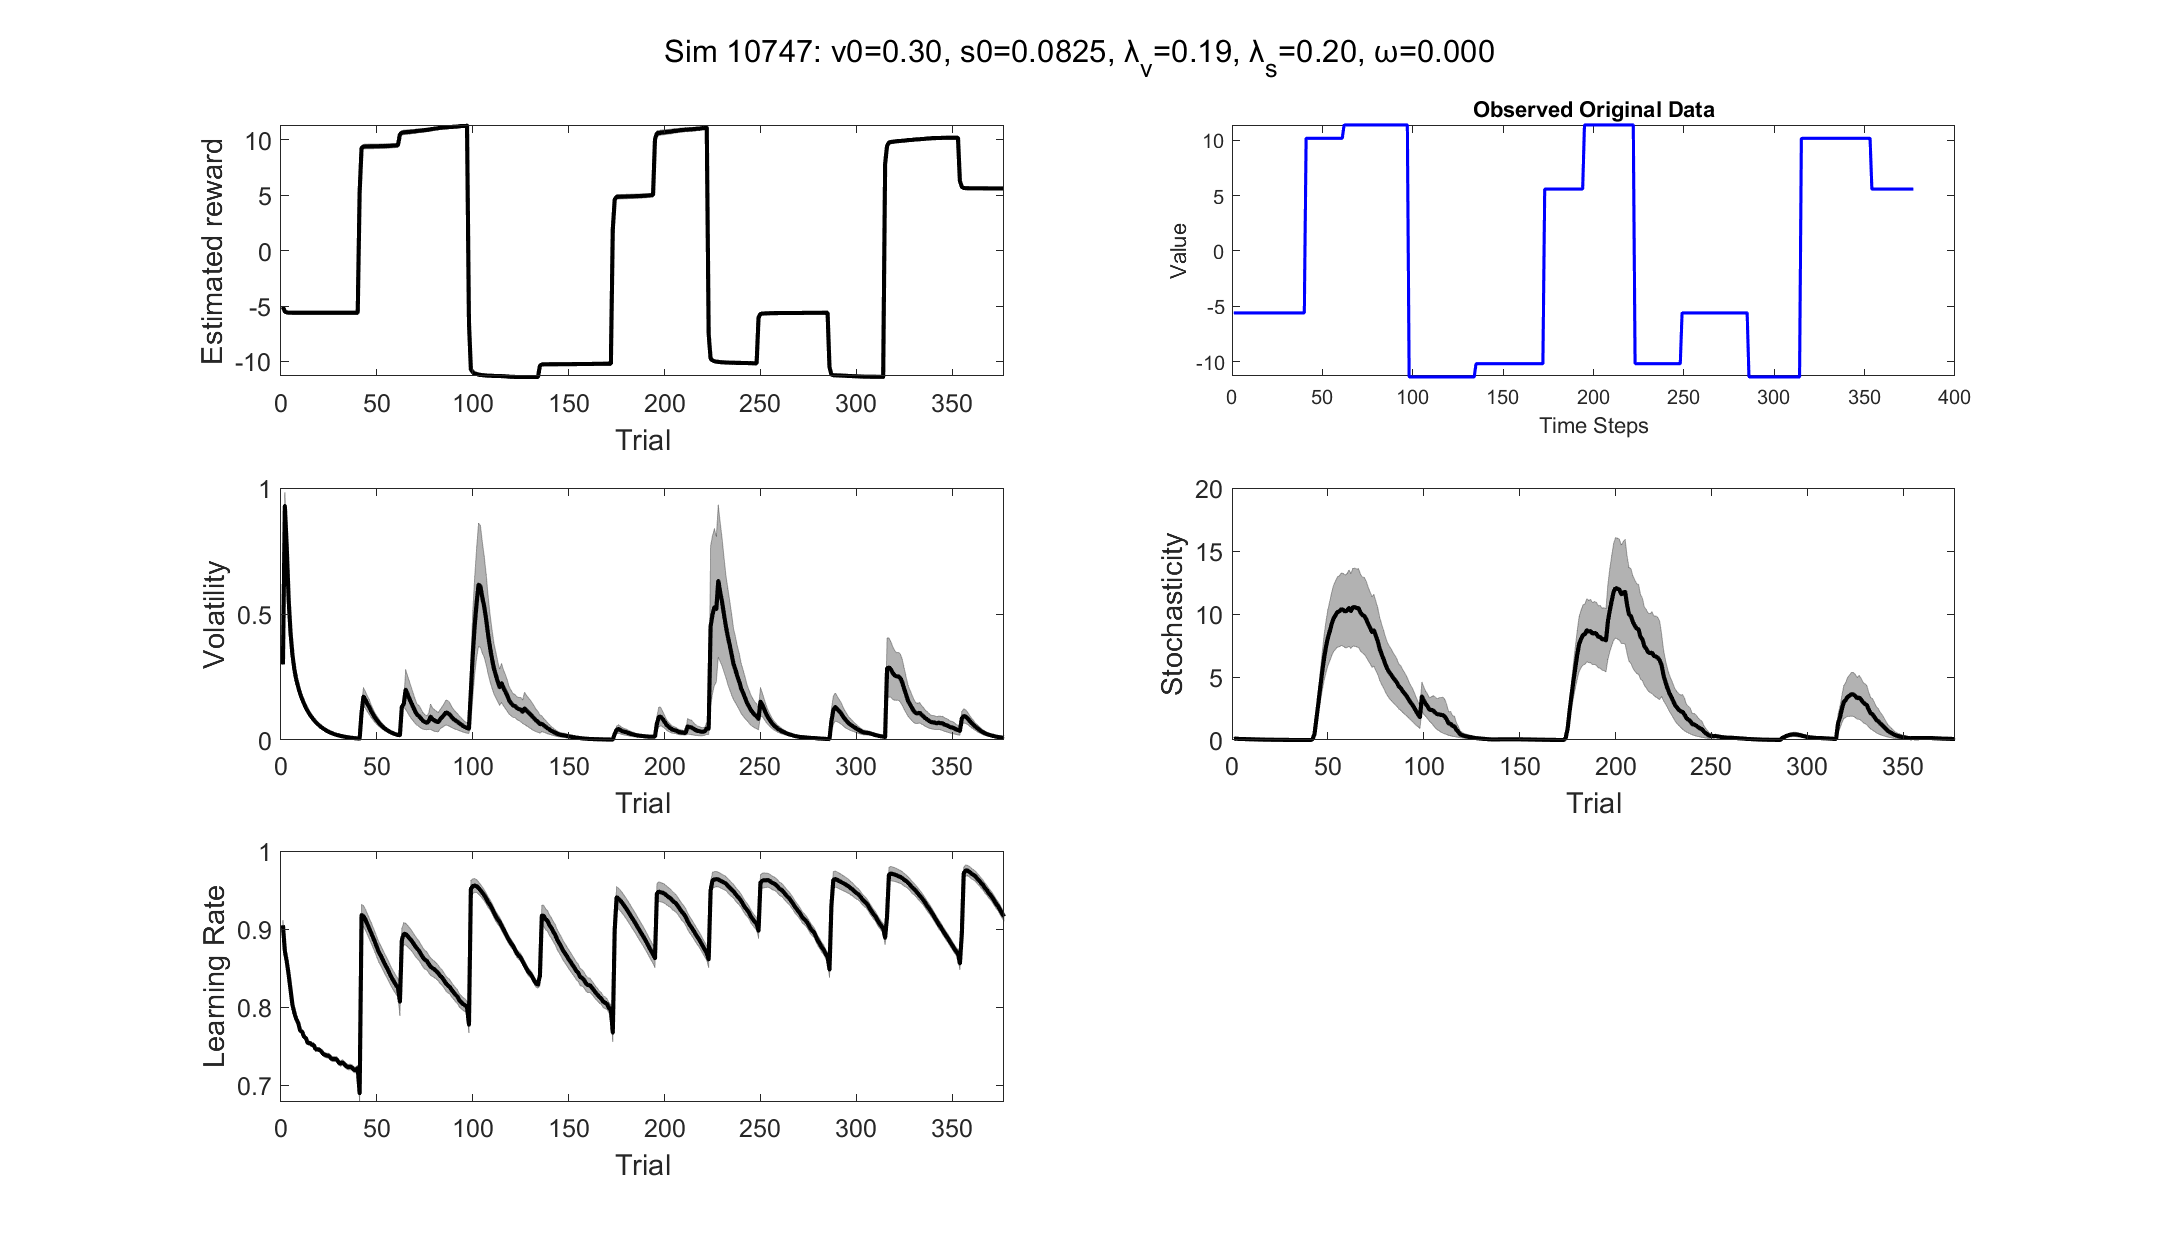 Sim 10747: v0=0.30, s0=0.0825, λ_v=0.19, λ_s=0.20, ω=0.000
Estimated reward
10
5
0
-5
-10
0 50 100 150 200 250 300 350
Trial
Observed Original Data
Value
10
5
0
-5
-10
0 50 100 150 200 250 300 350 400
Time Steps
Volatility
1
0.5
0
0 50 100 150 200 250 300 350
Trial
Stochasticity
20
15
10
5
0
0 50 100 150 200 250 300 350
Trial
Learning Rate
1
0.9
0.8
0.7
0 50 100 150 200 250 300 350
Trial